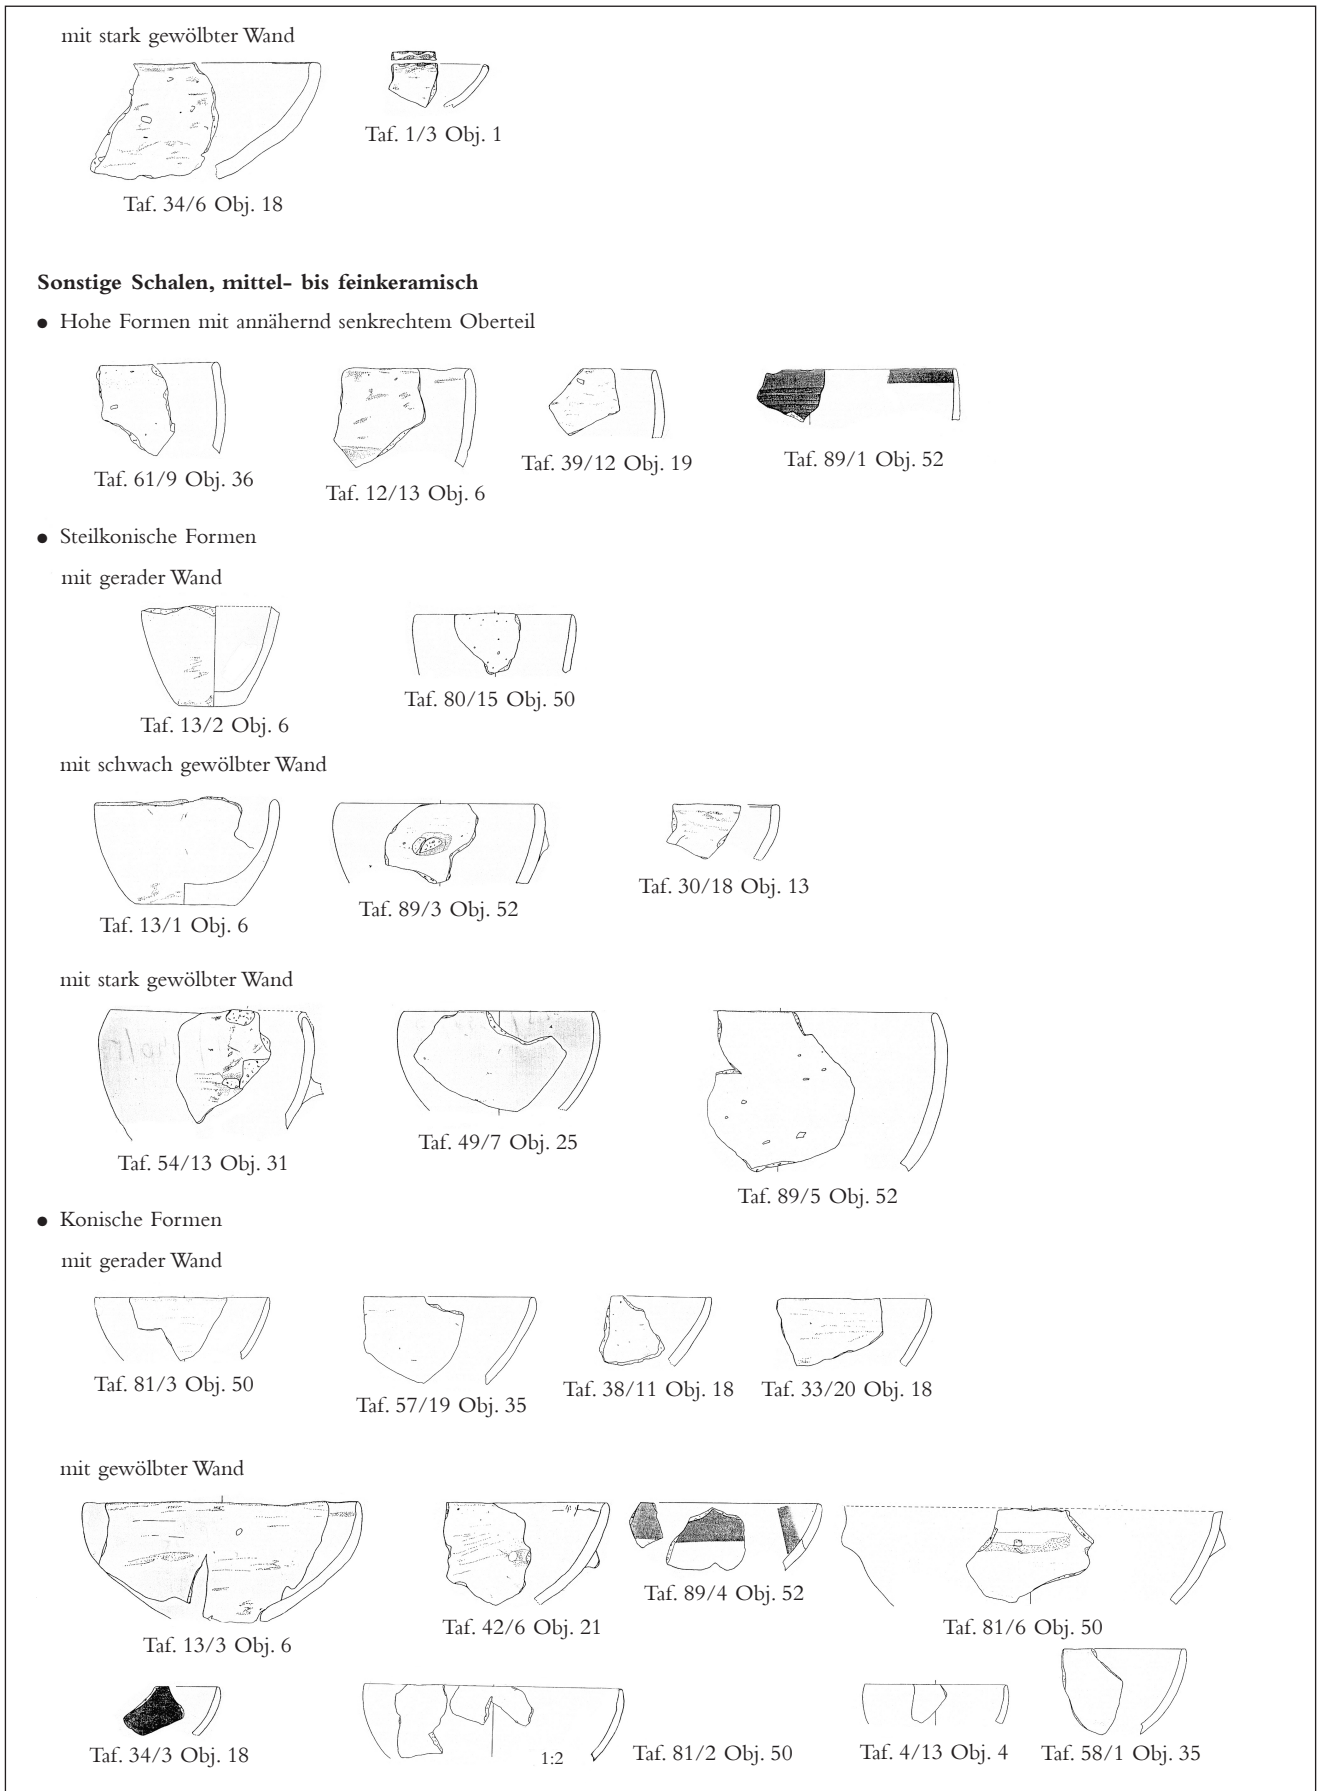 mit stark gewölbter Wand
Taf. 1/3 Obj. 1
Taf. 34/6 Obj. 18
Sonstige Schalen, mittel- bis feinkeramisch
● Hohe Formen mit annähernd senkrechtem Oberteil
Taf. 61/9 Obj. 36
Taf. 12/13 Obj. 6
Taf. 39/12 Obj. 19
Taf. 89/1 Obj. 52
● Steilkonische Formen
mit gerader Wand
Taf. 13/2 Obj. 6
Taf. 80/15 Obj. 50
mit schwach gewölbter Wand
Taf. 13/1 Obj. 6
Taf. 89/3 Obj. 52
Taf. 30/18 Obj. 13
mit stark gewölbter Wand
Taf. 54/13 Obj. 31
Taf. 49/7 Obj. 25
Taf. 89/5 Obj. 52
● Konische Formen
mit gerader Wand
Taf. 81/3 Obj. 50
Taf. 57/19 Obj. 35
Taf. 38/11 Obj. 18
Taf. 33/20 Obj. 18
mit gewölbter Wand
Taf. 13/3 Obj. 6
Taf. 42/6 Obj. 21
Taf. 89/4 Obj. 52
Taf. 81/6 Obj. 50
Taf. 34/3 Obj. 18
1:2
Taf. 81/2 Obj. 50
Taf. 4/13 Obj. 4
Taf. 58/1 Obj. 35